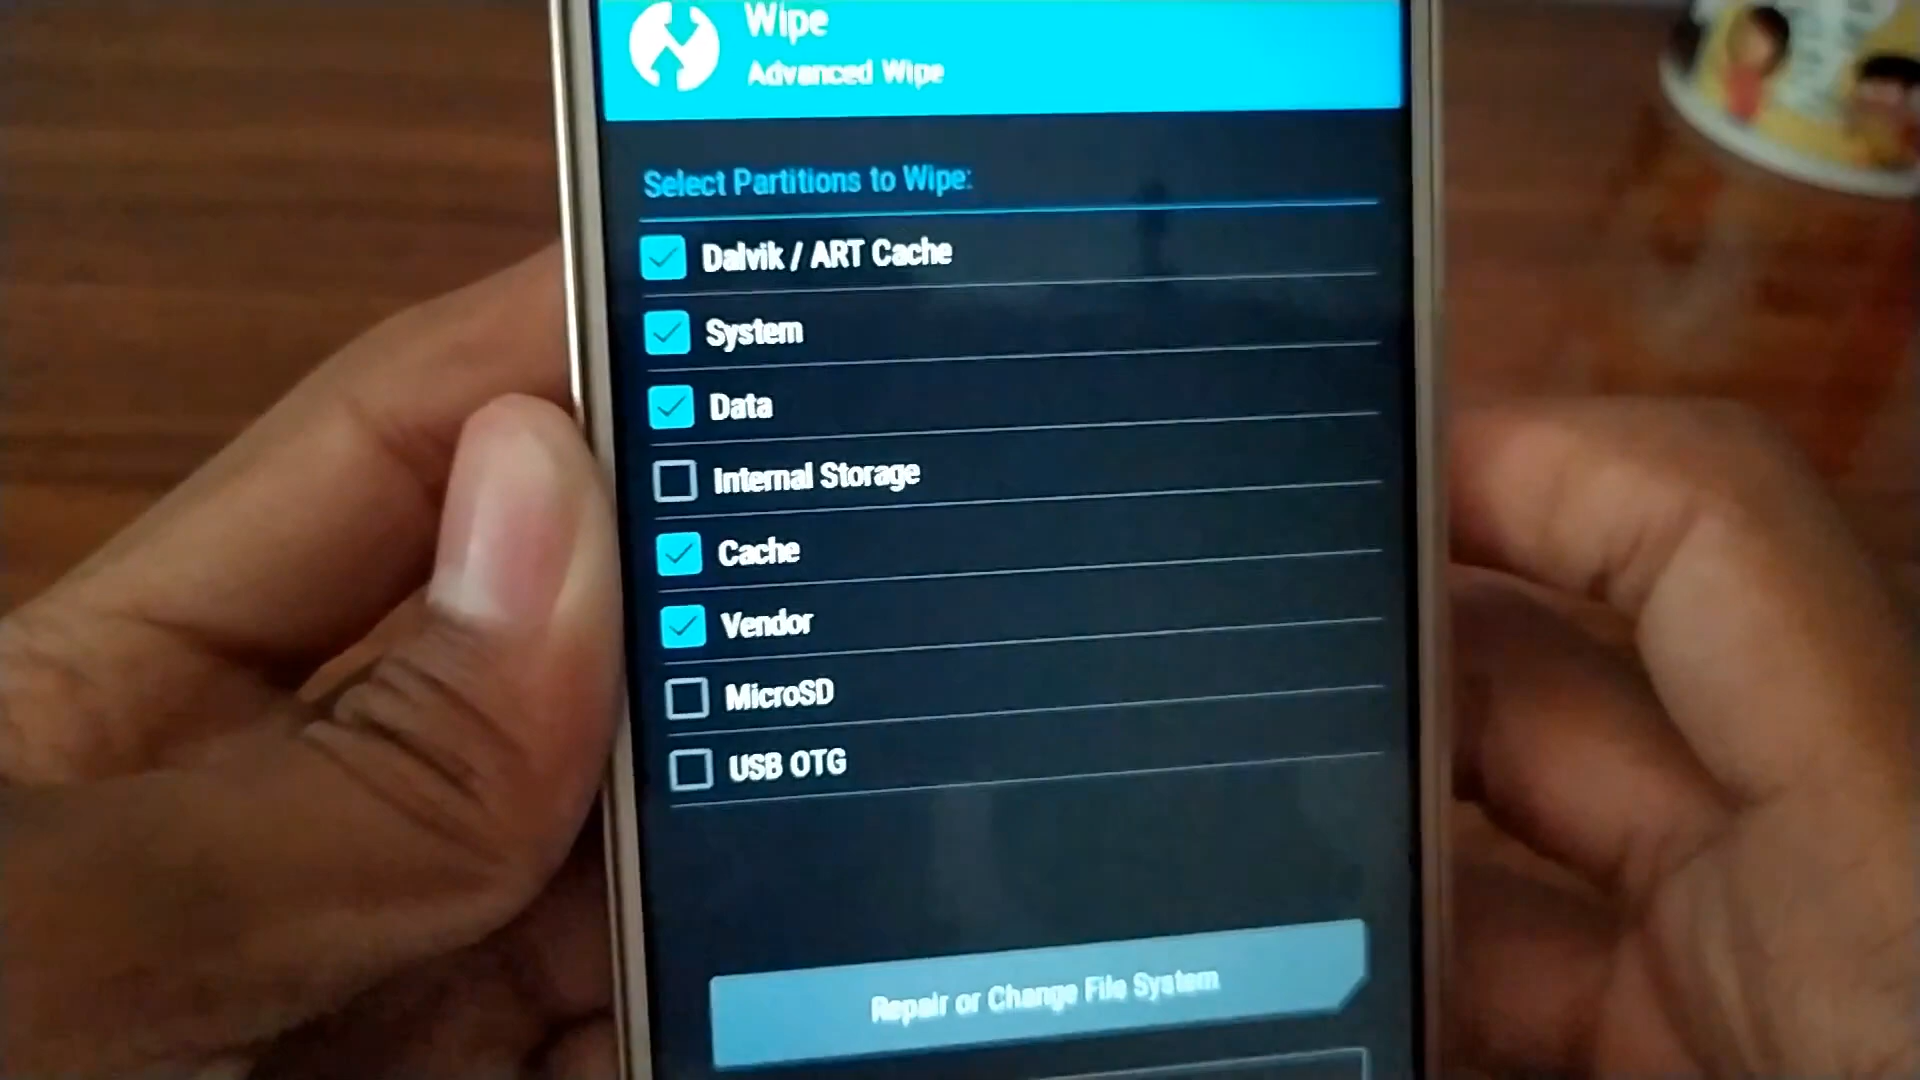 Wipe
Advanced Wipe
Select Partitions to Wipe:
Dalvik / ART Cache
System
Data
Internal Storage
Cache
Vendor
MicroSD
USB OTG
Repair or Change File System